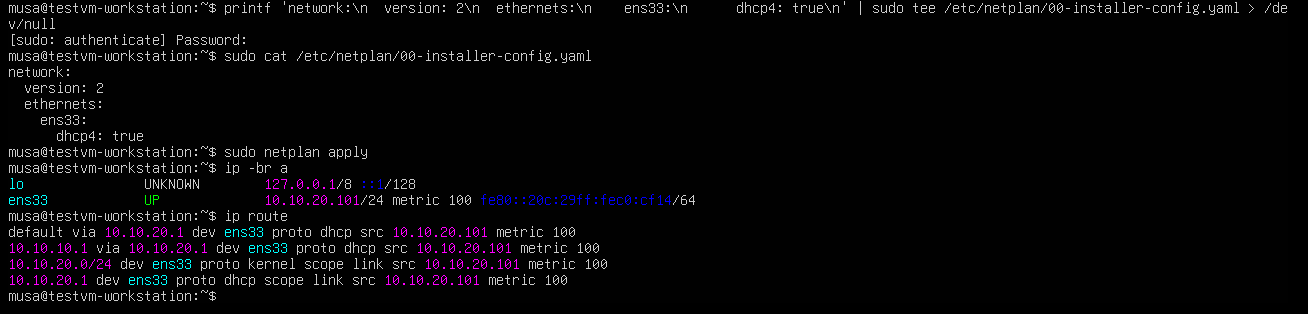 musa@testvm-workstation:~$ printf 'network:\n  version: 2\n  ethernets:\n    ens33:\n      dhcp4: true\n' | sudo tee /etc/netplan/00-installer-config.yaml > /de
v/null
[sudo: authenticate] Password:
musa@testvm-workstation:~$ sudo cat /etc/netplan/00-installer-config.yaml
network:
  version: 2
  ethernets:
    ens33:
      dhcp4: true
musa@testvm-workstation:~$ sudo netplan apply
musa@testvm-workstation:~$ ip -br a
lo               UNKNOWN        127.0.0.1/8 ::1/128
ens33            UP             10.10.20.101/24 metric 100 fe80::20c:29ff:fec0:cf14/64
musa@testvm-workstation:~$ ip route
default via 10.10.20.1 dev ens33 proto dhcp src 10.10.20.101 metric 100
10.10.10.1 via 10.10.20.1 dev ens33 proto dhcp src 10.10.20.101 metric 100
10.10.20.0/24 dev ens33 proto kernel scope link src 10.10.20.101 metric 100
10.10.20.1 dev ens33 proto dhcp scope link src 10.10.20.101 metric 100
musa@testvm-workstation:~$